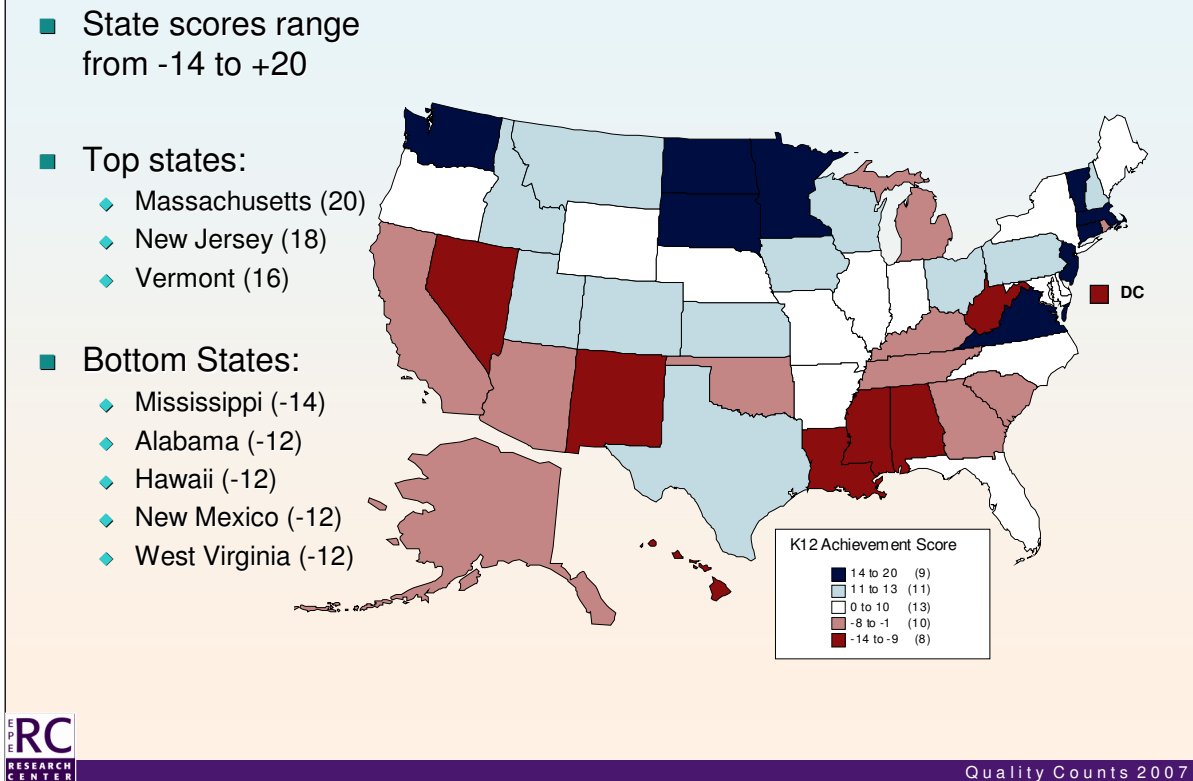 State scores range
from -14 to +20
Top states:
Massachusetts (20)
New Jersey (18)
Vermont (16)
Bottom States:
Mississippi (-14)
Alabama (-12)
Hawaii (-12)
New Mexico (-12)
West Virginia (-12)
DC
K12 Achievement Score
14 to 20 (9)
11 to 13 (11)
0 to 10 (13)
-8 to -1 (10)
-14 to -9 (8)
EPE RC
RESEARCH
CENTER
Quality Counts 2007